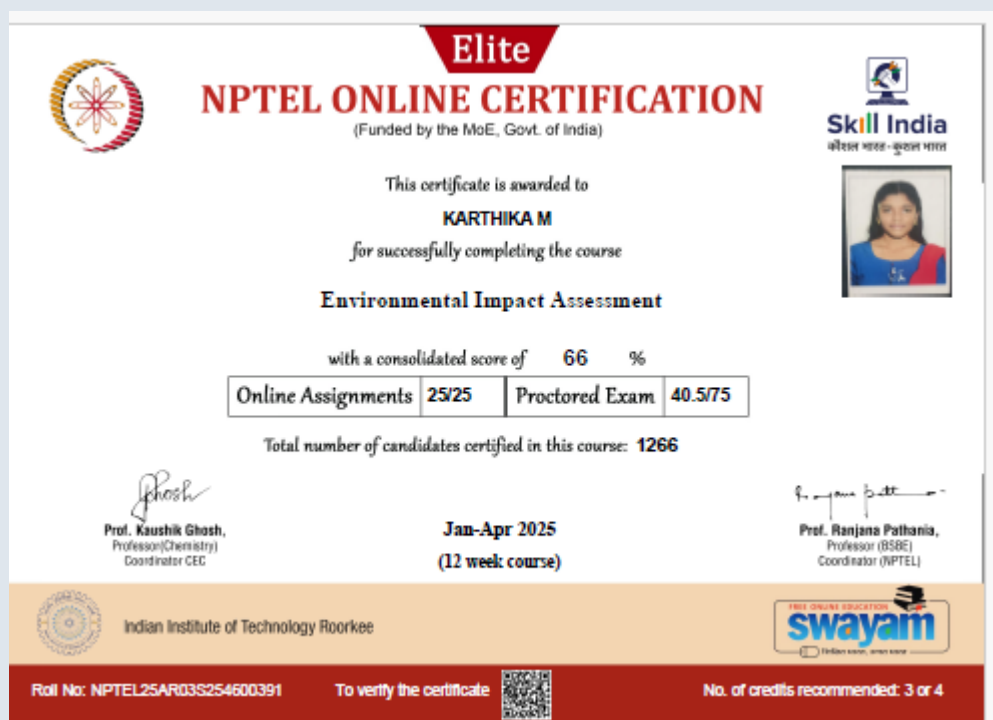 Elite
NPTEL ONLINE CERTIFICATION
(Funded by the MoE, Govt. of India)
Skill India
कौशल भारत - कुशल भारत
This certificate is awarded to
KARTHIKA M
for successfully completing the course
Environmental Impact Assessment
with a consolidated score of 66 %
Online Assignments 25/25 Proctored Exam 40.5/75
Total number of candidates certified in this course: 1266
Prof. Kaushik Ghosh,
Professor(Chemistry)
Coordinator CEC
Jan-Apr 2025
(12 week course)
Prof. Ranjana Pathania,
Professor (BSBE)
Coordinator (NPTEL)
Indian Institute of Technology Roorkee
FREE ONLINE EDUCATION
swayam
Roll No: NPTEL25AR03S254600391 To verify the certificate No. of credits recommended: 3 or 4